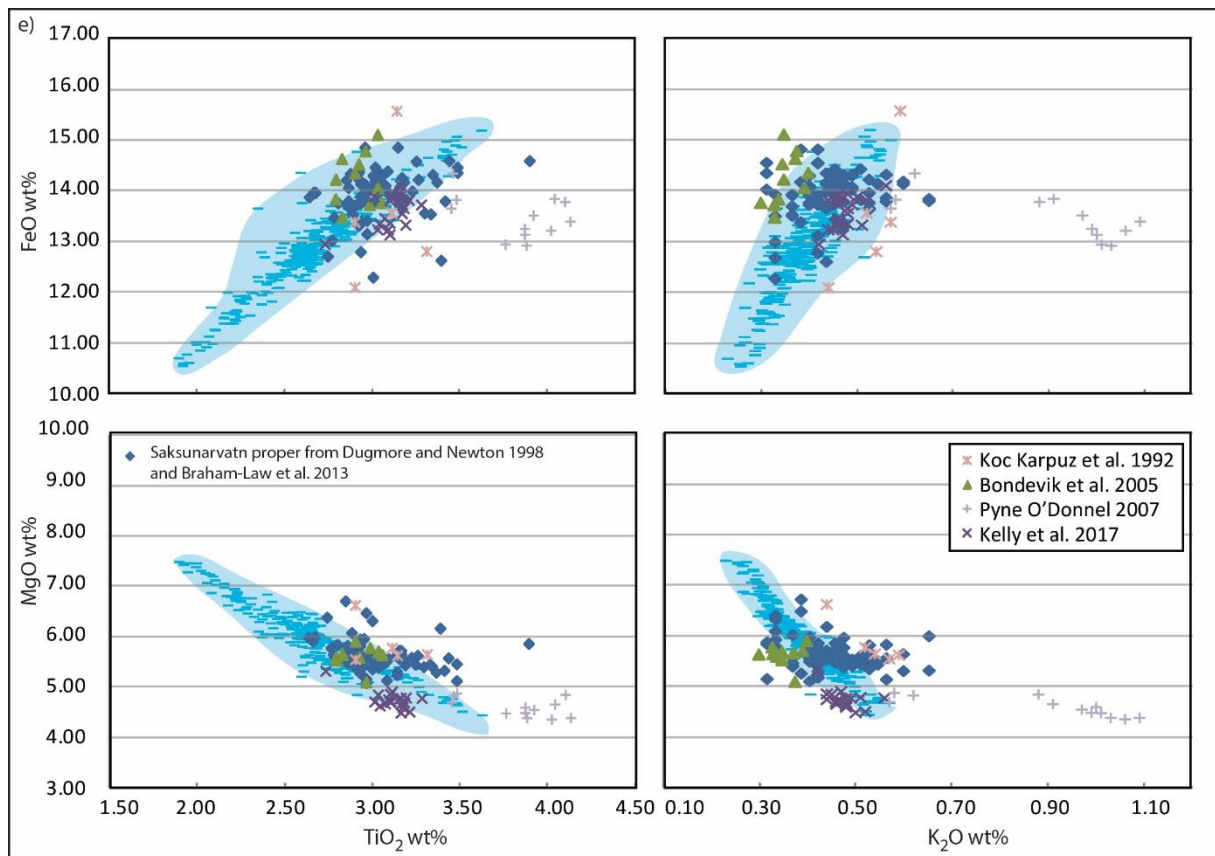 e)
17.00
16.00
15.00
14.00
13.00
12.00
11.00
10.00
FeO wt%
10.00
9.00
8.00
7.00
6.00
5.00
4.00
3.00
MgO wt%
Saksunarvatn proper from Dugmore and Newton 1998
and Braham-Law et al. 2013
Koc Karpuz et al. 1992
Bondevik et al. 2005
Pyne O'Donnel 2007
Kelly et al. 2017
1.50 2.00 2.50 3.00 3.50 4.00 4.50
TiO2 wt%
0.10 0.30 0.50 0.70 0.90 1.10
K2O wt%